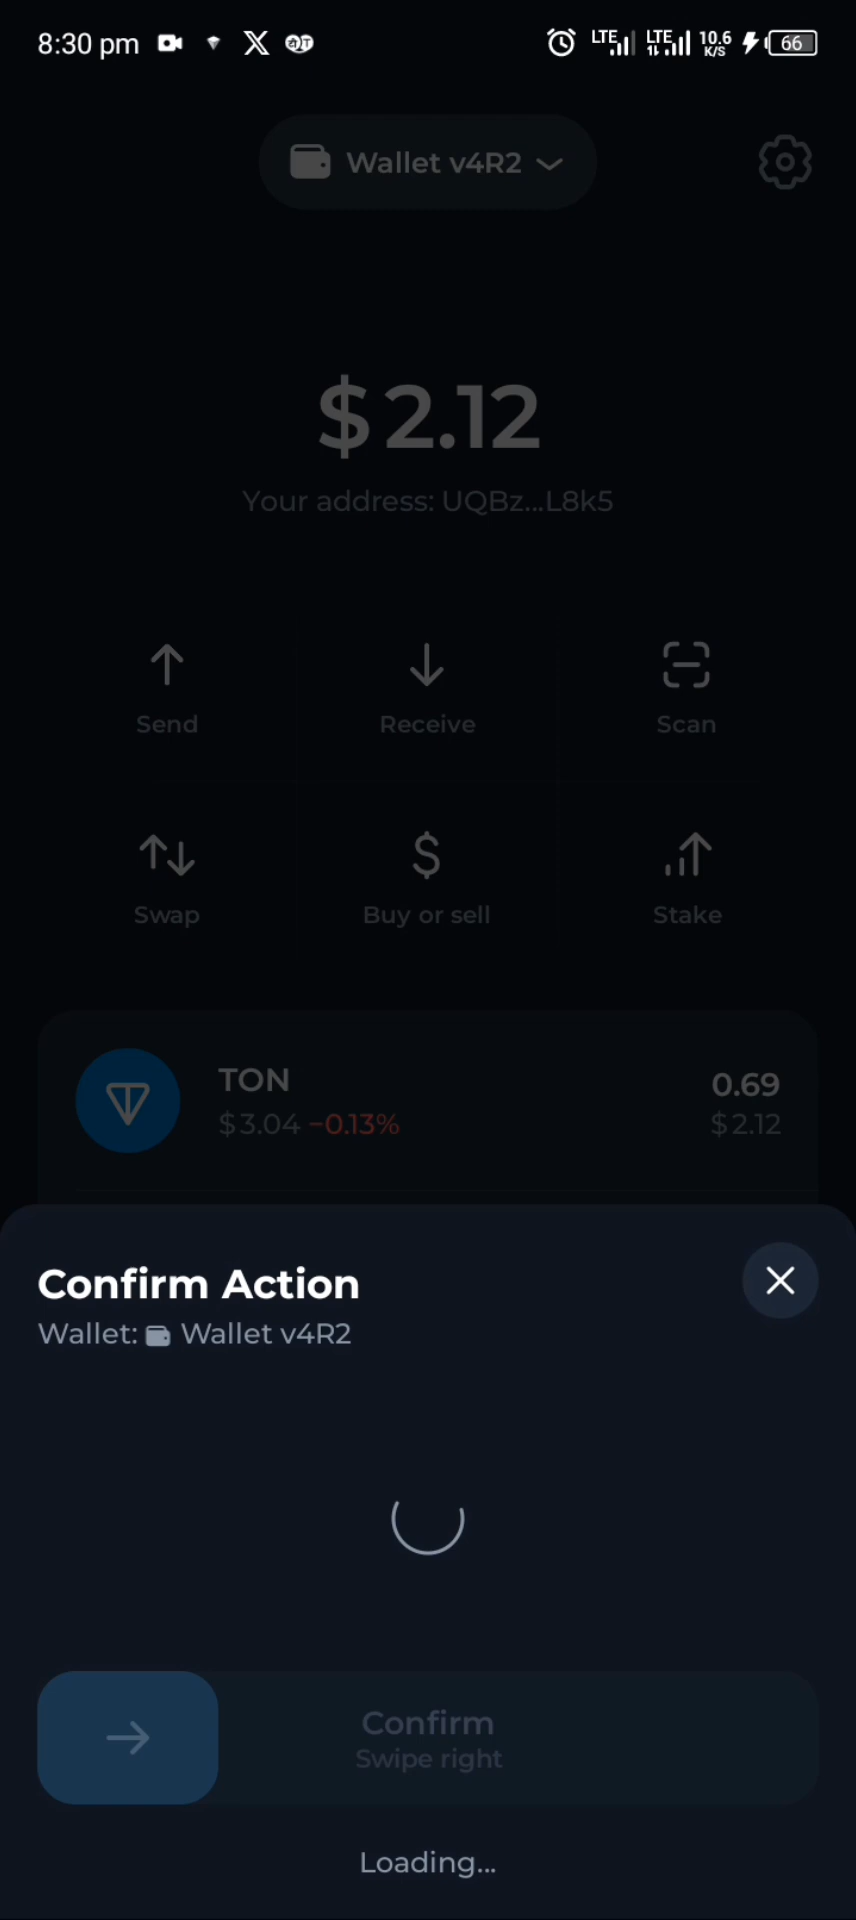 8:30 pm LTE LTE 10.6 K/S 66
Wallet v4R2
$2.12
Your address: UQBz...L8k5
Send Receive Scan
Swap Buy or sell Stake
TON 0.69
$3.04 −0.13% $2.12
Confirm Action
Wallet: Wallet v4R2
Confirm
Swipe right
Loading...